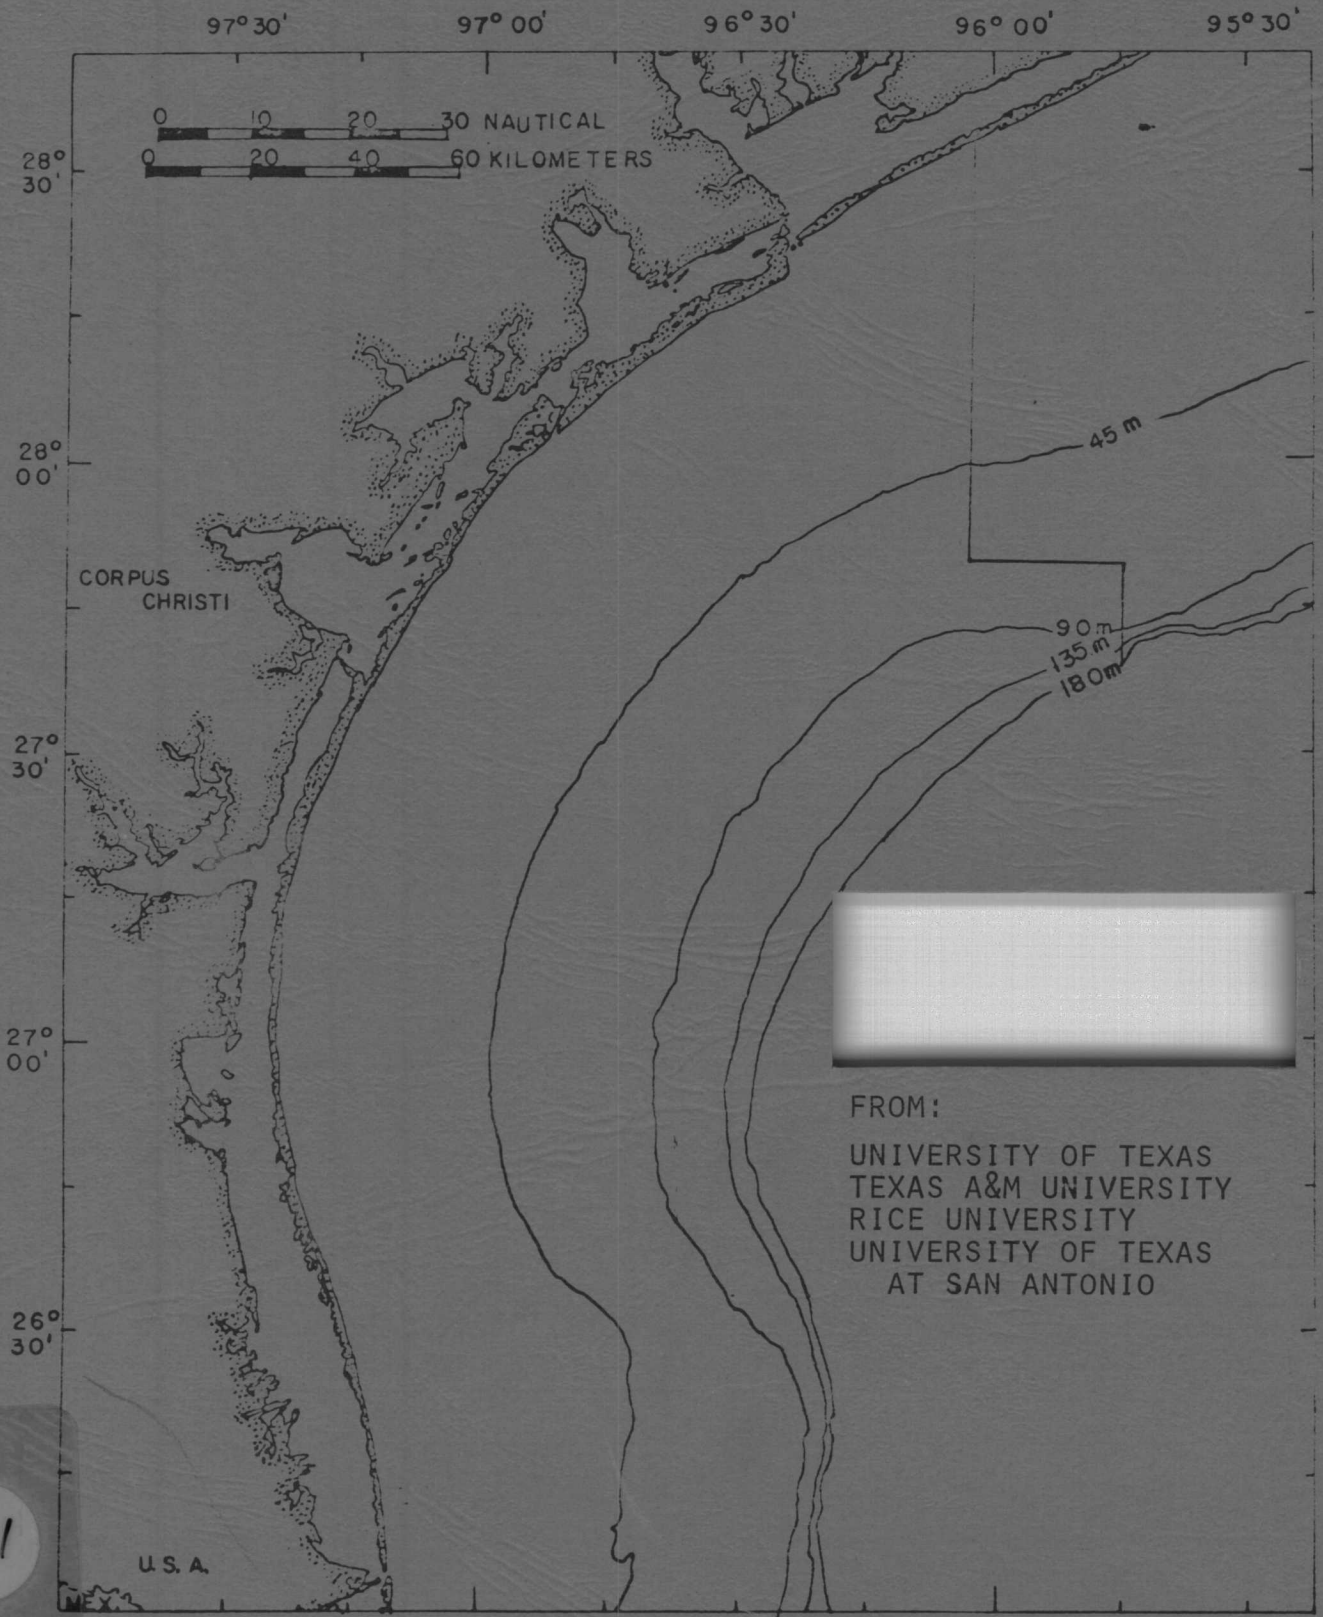 97°30' 97°00' 96°30' 96°00' 95°30'
0 10 20 30 NAUTICAL
0 20 40 60 KILOMETERS
28°
30'
45 m
28°
00'
CORPUS
CHRISTI
90m
135m
180m
27°
30'
27°
00'
FROM:
UNIVERSITY OF TEXAS
TEXAS A&M UNIVERSITY
RICE UNIVERSITY
UNIVERSITY OF TEXAS
AT SAN ANTONIO
26°
30'
1
U.S.A.
MEX.